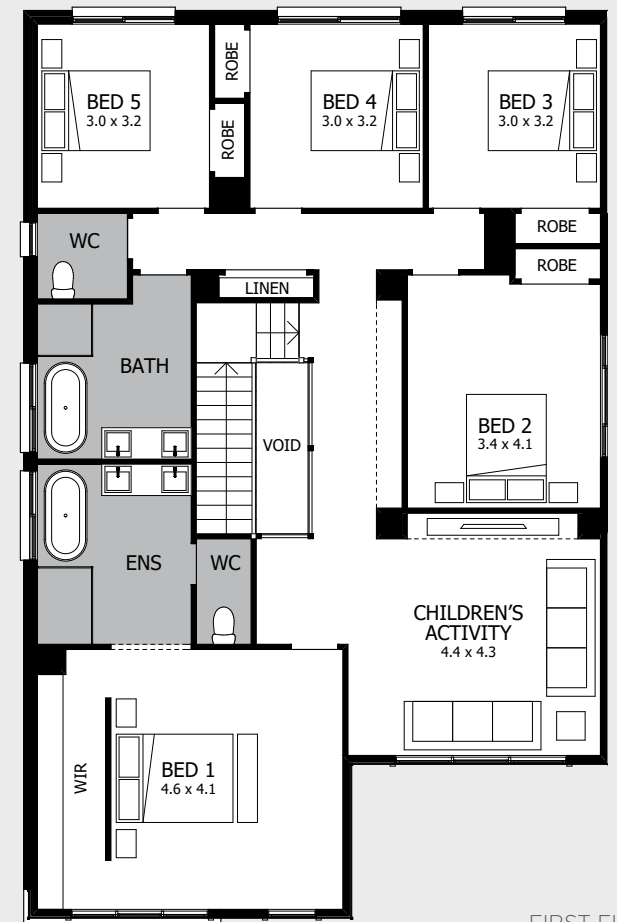 BED 5
3.0 x 3.2
ROBE
ROBE
BED 4
3.0 x 3.2
BED 3
3.0 x 3.2
WC
ROBE
ROBE
LINEN
BATH
VOID
BED 2
3.4 x 4.1
ENS
WC
CHILDREN'S
ACTIVITY
4.4 x 4.3
WIR
BED 1
4.6 x 4.1
FIRST